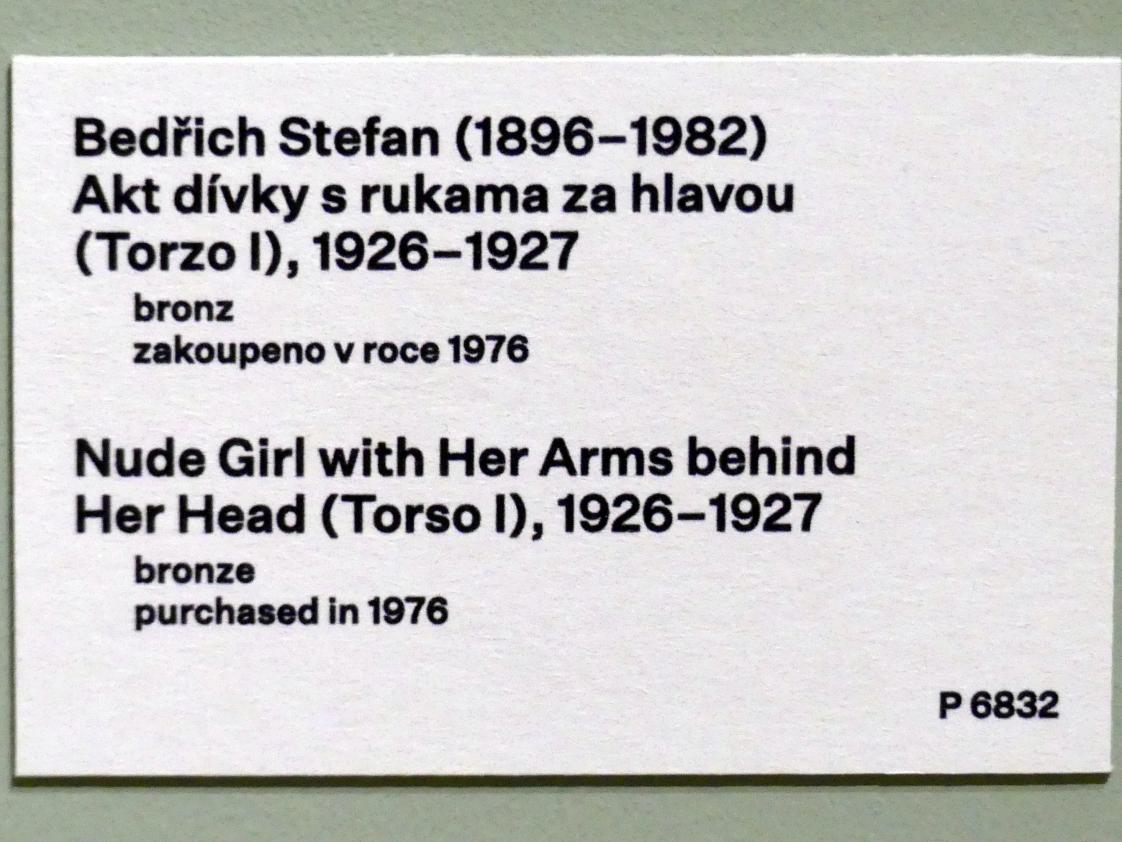 Bedřich Stefan (1896–1982)
Akt dívky s rukama za hlavou
(Torzo I), 1926–1927
bronz
zakoupeno v roce 1976
Nude Girl with Her Arms behind
Her Head (Torso I), 1926–1927
bronze
purchased in 1976
P 6832